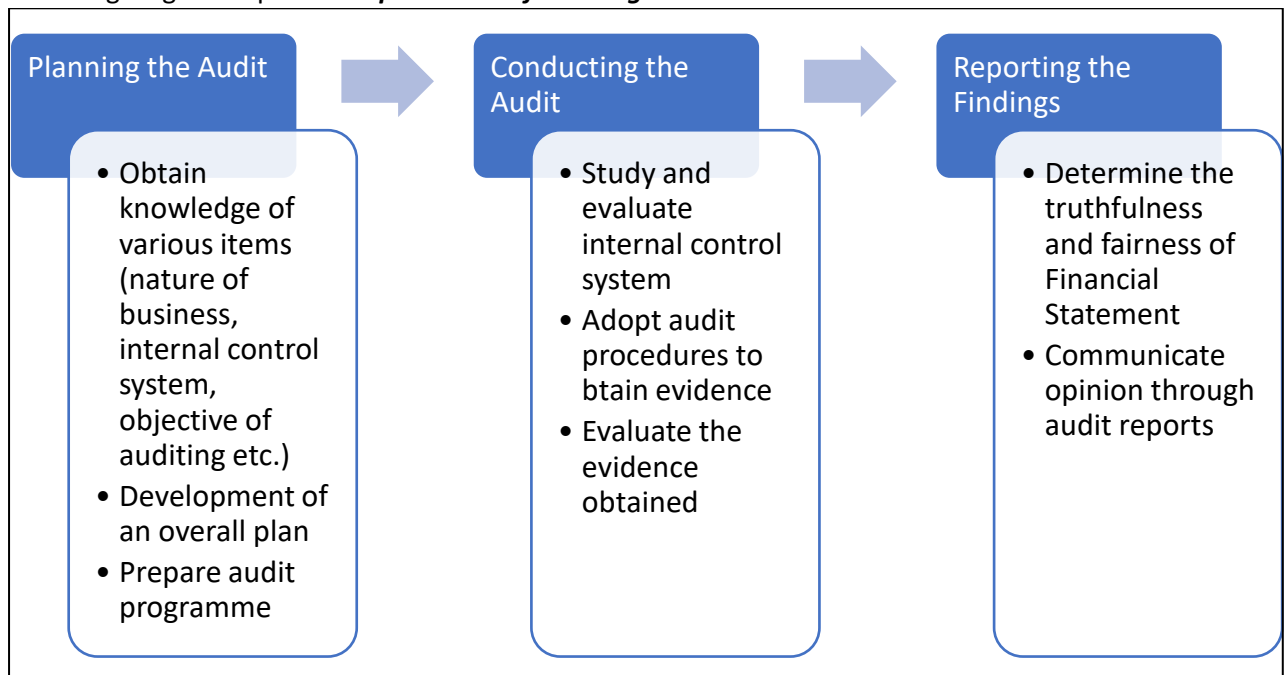 Planning the Audit
• Obtain
knowledge of
various items
(nature of
business,
internal control
system,
objective of
auditing etc.)
• Development of
an overall plan
• Prepare audit
programme
Conducting the
Audit
• Study and
evaluate
internal control
system
• Adopt audit
procedures to
btain evidence
• Evaluate the
evidence
obtained
Reporting the
Findings
• Determine the
truthfulness
and fairness of
Financial
Statement
• Communicate
opinion through
audit reports